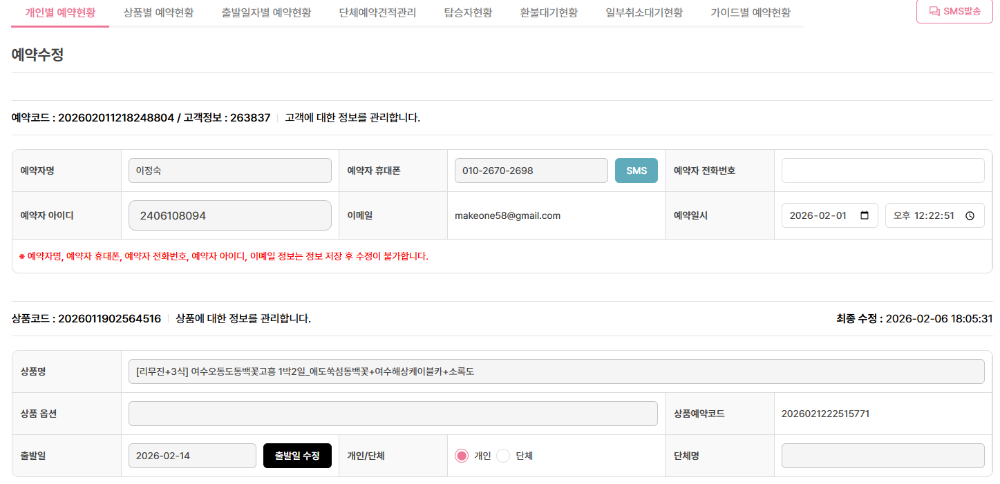 개인별 예약현황 상품별 예약현황 출발일자별 예약현황 단체예약견적관리 탑승자현황 환불대기현황 일부취소대기현황 가이드별 예약현황 SMS발송
예약수정
예약코드 : 202602011218248804 / 고객정보 : 263837 고객에 대한 정보를 관리합니다.
예약자명 이정숙 예약자 휴대폰 010-2670-2698 SMS 예약자 전화번호
예약자 아이디 2406108094 이메일 makeone58@gmail.com 예약일시 2026-02-01 오후 12:22:51
※ 예약자명, 예약자 휴대폰, 예약자 전화번호, 예약자 아이디, 이메일 정보는 정보 저장 후 수정이 불가합니다.
상품코드 : 2026011902564516 상품에 대한 정보를 관리합니다. 최종 수정 : 2026-02-06 18:05:31
상품명 [리무진+3식] 여수오동도동백꽃고흥 1박2일_애도쑥섬동백꽃+여수해상케이블카+소록도
상품 옵션 상품예약코드 2026021222515771
출발일 2026-02-14 출발일 수정 개인/단체 개인 단체 단체명